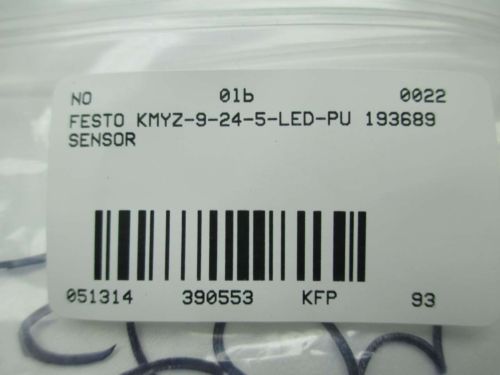 NO 01b 0022
FESTO KMYZ-9-24-5-LED-PU 193689
SENSOR
051314 390553 KFP 93